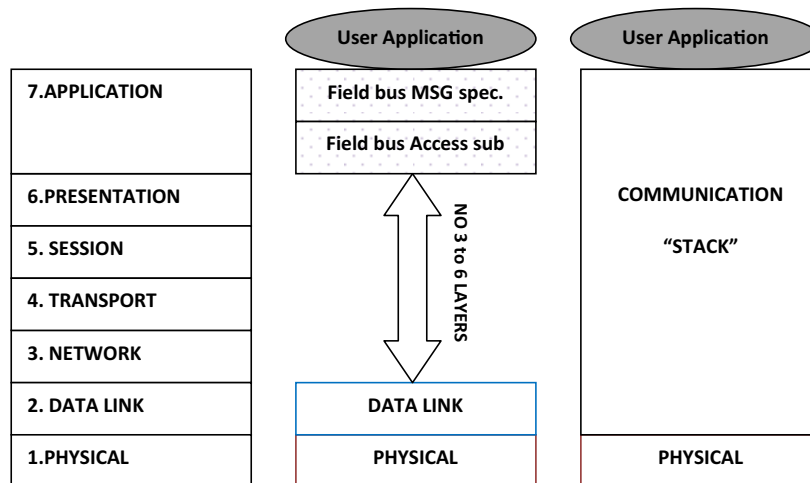 User Application
User Application
7.APPLICATION
Field bus MSG spec.
Field bus Access sub
6.PRESENTATION
5. SESSION
4. TRANSPORT
3. NETWORK
2. DATA LINK
1.PHYSICAL
NO 3 to 6 LAYERS
DATA LINK
PHYSICAL
COMMUNICATION
“STACK”
PHYSICAL